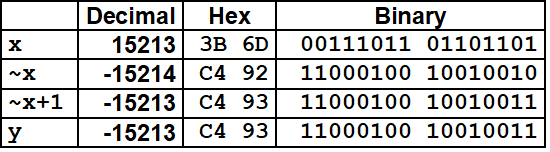 Decimal Hex Binary
x 15213 3B 6D 00111011 01101101
~x -15214 C4 92 11000100 10010010
~x+1 -15213 C4 93 11000100 10010011
y -15213 C4 93 11000100 10010011